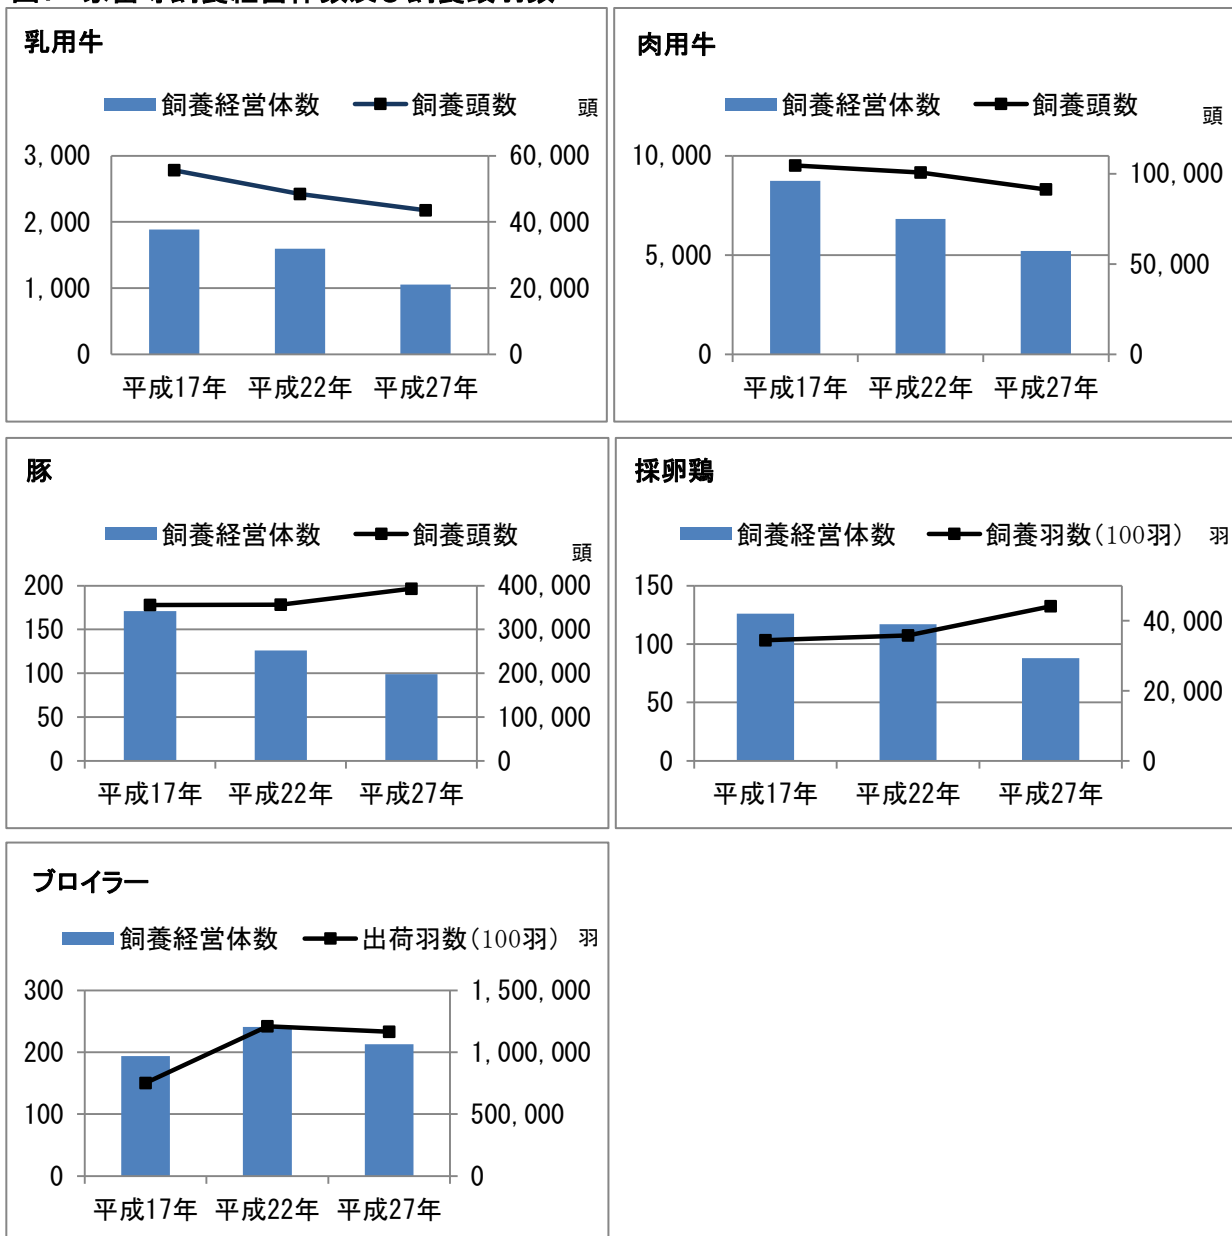 乳用牛
飼養経営体数 飼養頭数 頭
3,000 60,000
2,000 40,000
1,000 20,000
0 0
平成17年 平成22年 平成27年
肉用牛
飼養経営体数 飼養頭数 頭
10,000 100,000
5,000 50,000
0 0
平成17年 平成22年 平成27年
豚
飼養経営体数 飼養頭数 頭
200 400,000
150 300,000
100 200,000
50 100,000
0 0
平成17年 平成22年 平成27年
採卵鶏
飼養経営体数 飼養羽数(100羽) 羽
150
40,000
100
20,000
50
0 0
平成17年 平成22年 平成27年
ブロイラー
飼養経営体数 出荷羽数(100羽) 羽
300 1,500,000
200 1,000,000
100 500,000
0 0
平成17年 平成22年 平成27年